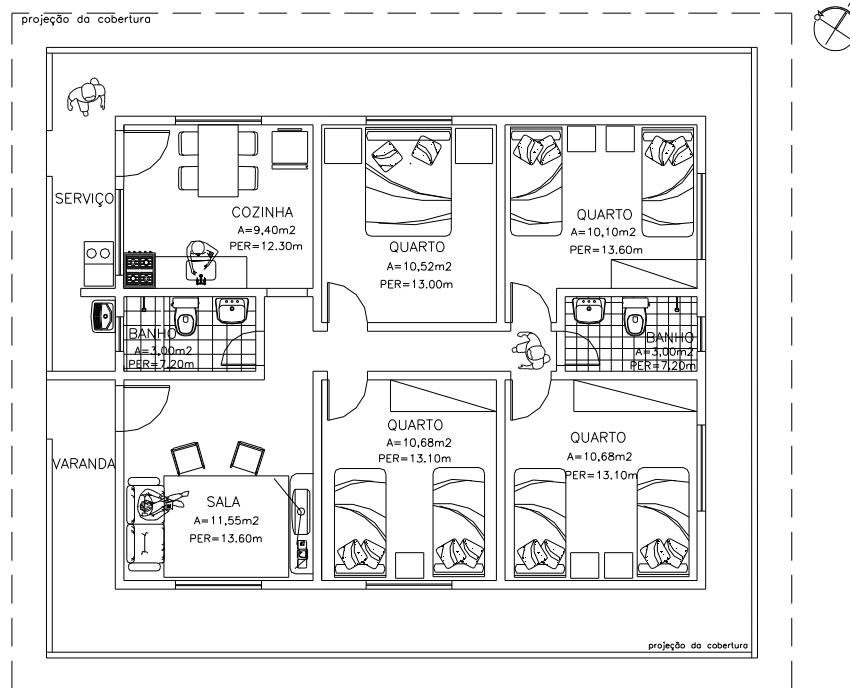 projeção da cobertura
SERVIÇO
COZINHA
A=9,40m2
PER=12.30m
QUARTO
A=10,52m2
PER=13.00m
QUARTO
A=10,10m2
PER=13.60m
BANHO
A=3,00m2
PER=7.20m
BANHO
A=3,00m2
PER=7.20m
VARANDA
SALA
A=11,55m2
PER=13.60m
QUARTO
A=10,68m2
PER=13.10m
QUARTO
A=10,68m2
PER=13.10m
projeção da cobertura